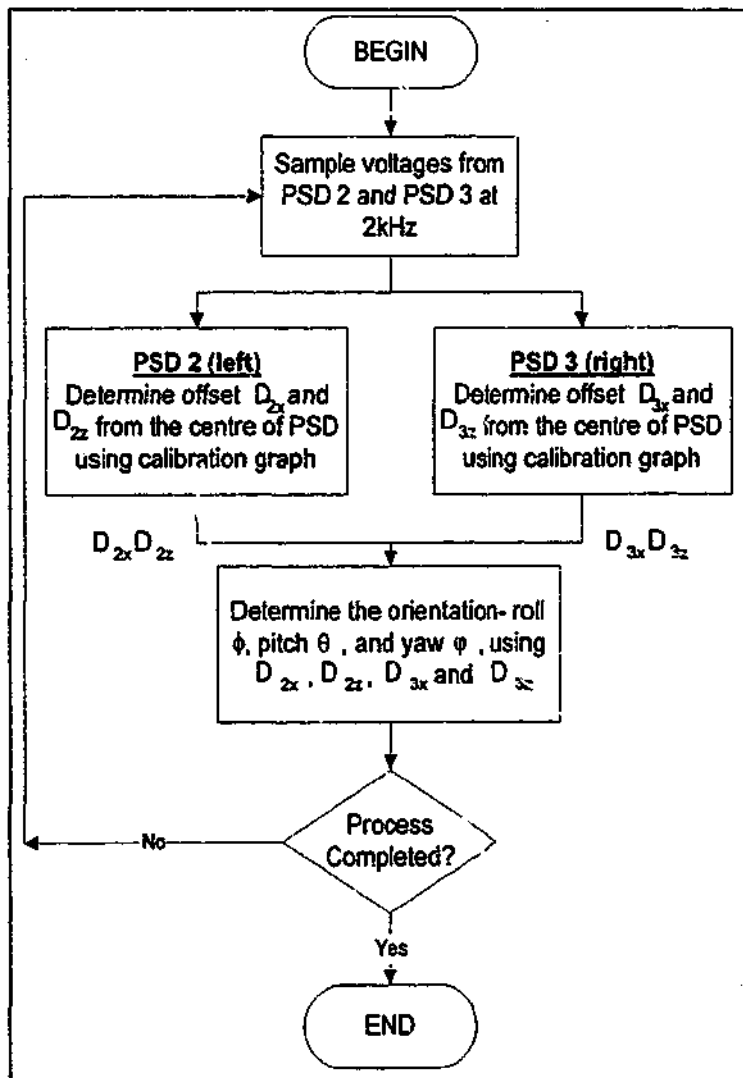 BEGIN
Sample voltages from
PSD 2 and PSD 3 at
2kHz
PSD 2 (left)
Determine offset D2x and
D2z from the centre of PSD
using calibration graph
PSD 3 (right)
Determine offset D3x and
D3z from the centre of PSD
using calibration graph
D2x D2z
D3x D3z
Determine the orientation- roll
ϕ, pitch θ , and yaw φ , using
D2x , D2z, D3x and D3z
Process
Completed?
No
Yes
END